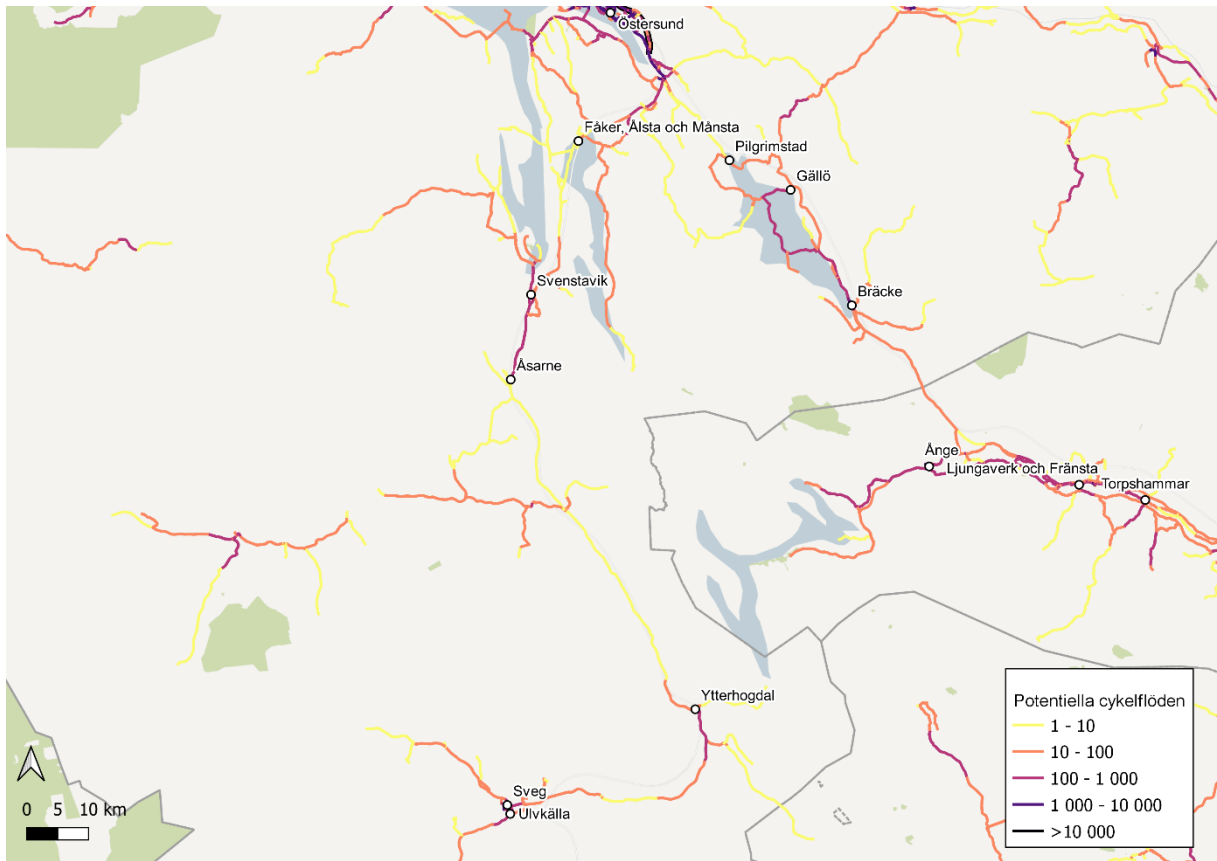 Östersund
Fåker, Ålsta och Månsta
Pilgrimstad
Gällö
Svenstavik
Bräcke
Åsarne
Ånge
Ljungaverk och Fränsta
Torpshammar
Ytterhogdal
Sveg
Ulvkälla
0 5 10 km
Potentiella cykelflöden
1 - 10
10 - 100
100 - 1 000
1 000 - 10 000
>10 000